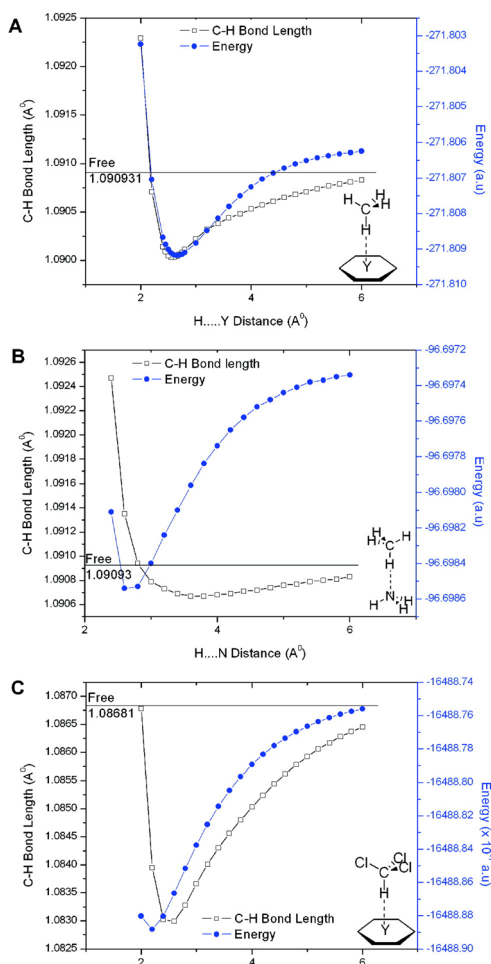 A
C-H Bond Length
Energy
C-H Bond Length (A⁰)
1.0925
1.0920
1.0915
1.0910
1.0905
1.0900
Free
1.090931
-271.803
-271.804
-271.805
-271.806
-271.807
-271.808
-271.809
-271.810
Energy (a.u)
H
H
H
C
H
Y
0
2
4
6
H.....Y Distance (A⁰)
B
C-H Bond length
Energy
C-H Bond Length (A⁰)
1.0926
1.0924
1.0922
1.0920
1.0918
1.0916
1.0914
1.0912
1.0910
1.0908
1.0906
Free
1.09093
-96.6972
-96.6974
-96.6976
-96.6978
-96.6980
-96.6982
-96.6984
-96.6986
Energy (a.u)
H
H
H
C
H
N
H
H
H
2
3
4
5
6
H....N Distance (A⁰)
C
C-H Bond Length (A⁰)
1.0870
1.0865
1.0860
1.0855
1.0850
1.0845
1.0840
1.0835
1.0830
1.0825
Free
1.08681
-16488.74
-16488.76
-16488.78
-16488.80
-16488.82
-16488.84
-16488.86
-16488.88
-16488.90
Cl
Cl
Cl
C
H
Y
C-H Bond Length
Energy
0
2
4
6
H.....Y Distance (A⁰)